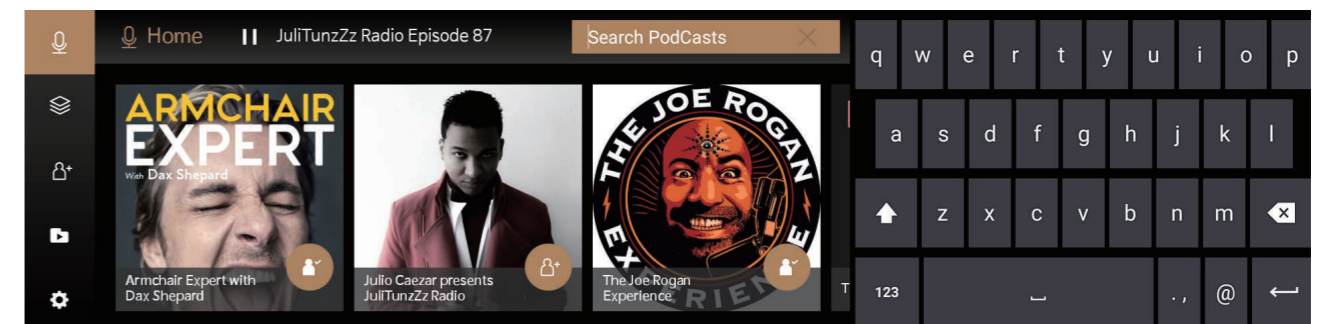 Home
JuliTunzZz Radio Episode 87
Search PodCasts
ARMCHAIR
EXPERT
With Dax Shepard
Armchair Expert with
Dax Shepard
Julio Caezar presents
JuliTunzZz Radio
THE JOE ROGAN
EXPERIENCE
The Joe Rogan
Experience
T
q w e r t y u i o p
a s d f g h j k l
z x c v b n m
123 . , @